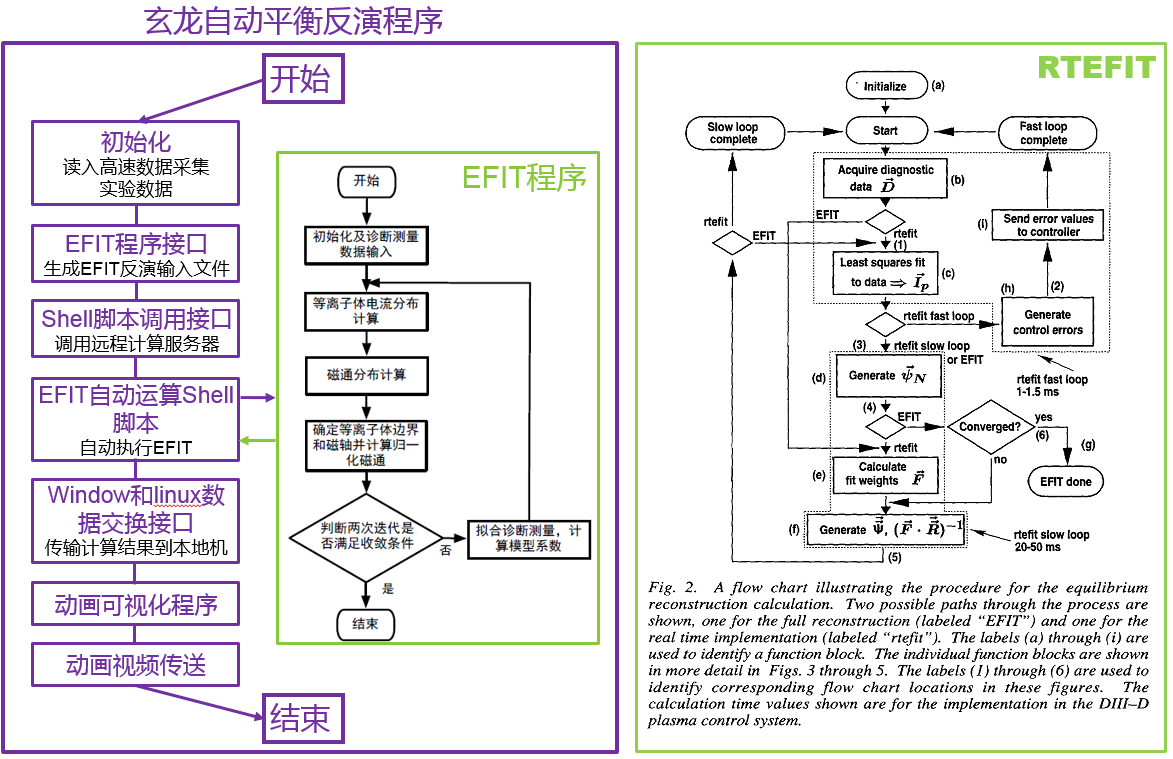 玄龙自动平衡反演程序
开始
初始化
读入高速数据采集
实验数据
EFIT程序接口
生成EFIT反演输入文件
Shell脚本调用接口
调用远程计算服务器
EFIT自动运算Shell
脚本
自动执行EFIT
Window和linux数
据交换接口
传输计算结果到本地机
动画可视化程序
动画视频传送
结束
EFIT程序
开始
初始化及诊断测量
数据输入
等离子体电流分布
计算
磁通分布计算
确定等离子体边界
和磁轴并计算归一
化磁通
判断两次迭代是
否满足收敛条件
否
拟合诊断测量，计
算模型系数
是
结束
RTEFIT
Initialize
(a)
Slow loop
complete
Start
Fast loop
complete
Acquire diagnostic
data D⃗
(b)
rtefit
EFIT
EFIT
rtefit
(1)
Send error values
to controller
(i)
Least squares fit
to data ⇒ I⃗p
(c)
(h)
(2)
rtefit fast loop
Generate
control errors
(3)
rtefit slow loop
or EFIT
rtefit fast loop
1-1.5 ms
(d)
Generate ψ⃗N
(4)
EFIT
Converged?
yes
(6)
(g)
rtefit
no
(e)
Calculate
fit weights F⃗
EFIT done
(f)
Generate Ψ⃗, (F⃗ · R⃗)−1
rtefit slow loop
20-50 ms
(5)
Fig. 2. A flow chart illustrating the procedure for the equilibrium
reconstruction calculation. Two possible paths through the process are
shown, one for the full reconstruction (labeled “EFIT”) and one for the
real time implementation (labeled “rtefit”). The labels (a) through (i) are
used to identify a function block. The individual function blocks are shown
in more detail in Figs. 3 through 5. The labels (1) through (6) are used to
identify corresponding flow chart locations in these figures. The
calculation time values shown are for the implementation in the DIII–D
plasma control system.